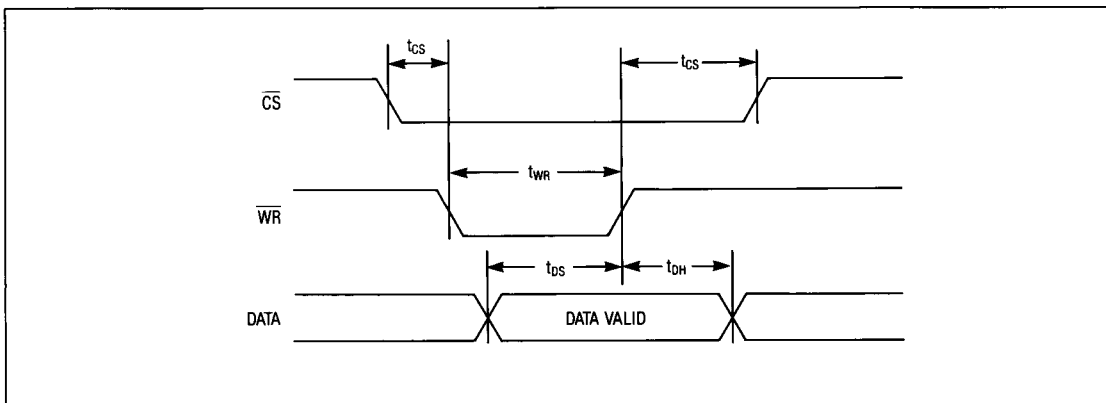 tCS
tCS
CS
tWR
WR
tDS
tDH
DATA
DATA VALID